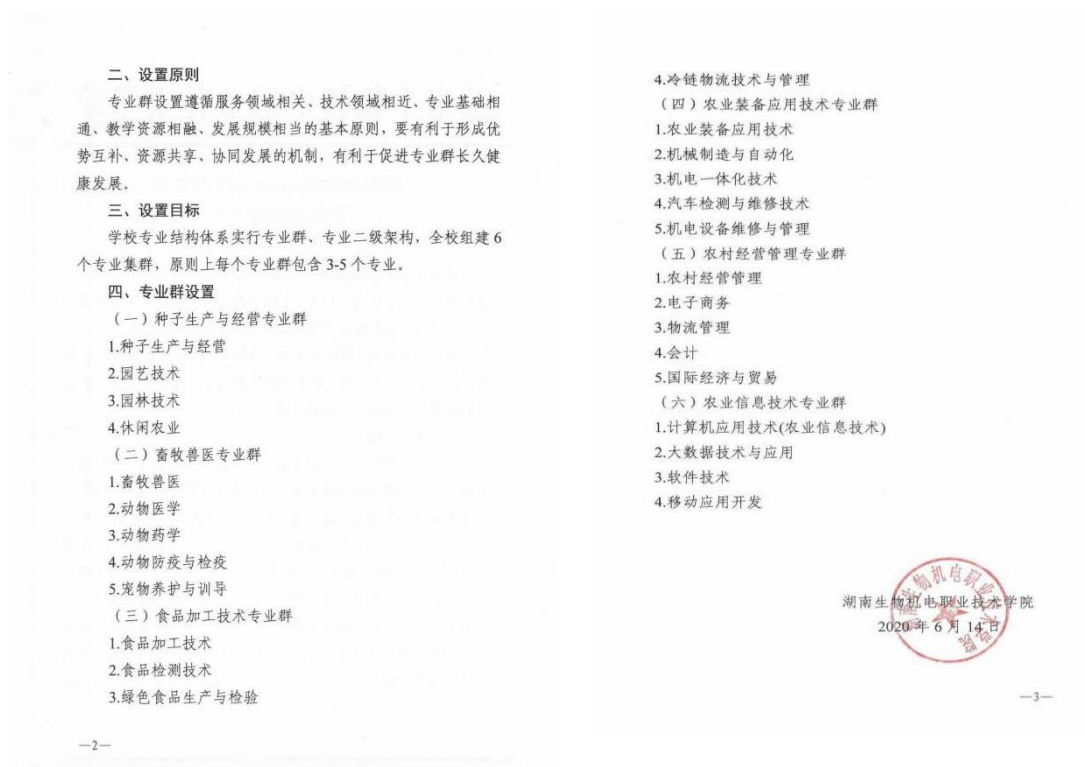 二、设置原则
专业群设置遵循服务领域相关、技术领域相近、专业基础相
通、教学资源相融、发展规模相当的基本原则，要有利于形成优
势互补、资源共享、协同发展的机制，有利于促进专业群长久健
康发展。
三、设置目标
学校专业结构体系实行专业群、专业二级架构，全校组建 6
个专业集群，原则上每个专业群包含 3-5 个专业。
四、专业群设置
（一）种子生产与经营专业群
1.种子生产与经营
2.园艺技术
3.园林技术
4.休闲农业
（二）畜牧兽医专业群
1.畜牧兽医
2.动物医学
3.动物药学
4.动物防疫与检疫
5.宠物养护与训导
（三）食品加工技术专业群
1.食品加工技术
2.食品检测技术
3.绿色食品生产与检验
—2—
4.冷链物流技术与管理
（四）农业装备应用技术专业群
1.农业装备应用技术
2.机械制造与自动化
3.机电一体化技术
4.汽车检测与维修技术
5.机电设备维修与管理
（五）农村经营管理专业群
1.农村经营管理
2.电子商务
3.物流管理
4.会计
5.国际经济与贸易
（六）农业信息技术专业群
1.计算机应用技术(农业信息技术)
2.大数据技术与应用
3.软件技术
4.移动应用开发
湖南生物机电职业技术学院
2020 年 6 月 14 日
湖南生物机电职业技术学院
—3—